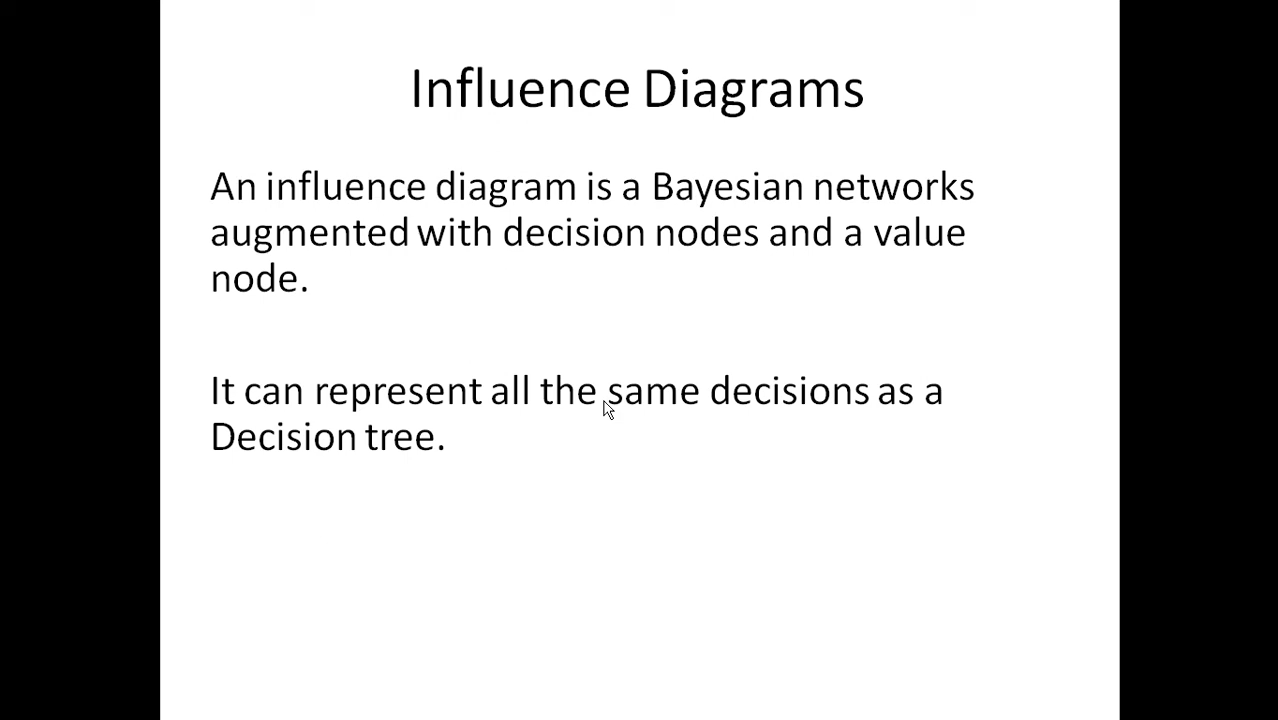 Influence Diagrams
An influence diagram is a Bayesian networks
augmented with decision nodes and a value
node.
It can represent all the same decisions as a
Decision tree.